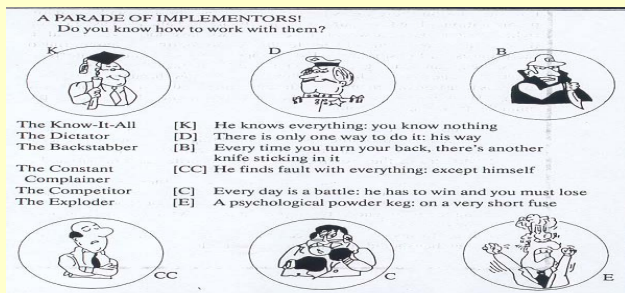 A PARADE OF IMPLEMENTORS!
Do you know how to work with them?
K D B
The Know-It-All [K] He knows everything: you know nothing
The Dictator [D] There is only one way to do it: his way
The Backstabber [B] Every time you turn your back, there's another
knife sticking in it
The Constant [CC] He finds fault with everything: except himself
Complainer
The Competitor [C] Every day is a battle: he has to win and you must lose
The Exploder [E] A psychological powder keg: on a very short fuse
CC C E